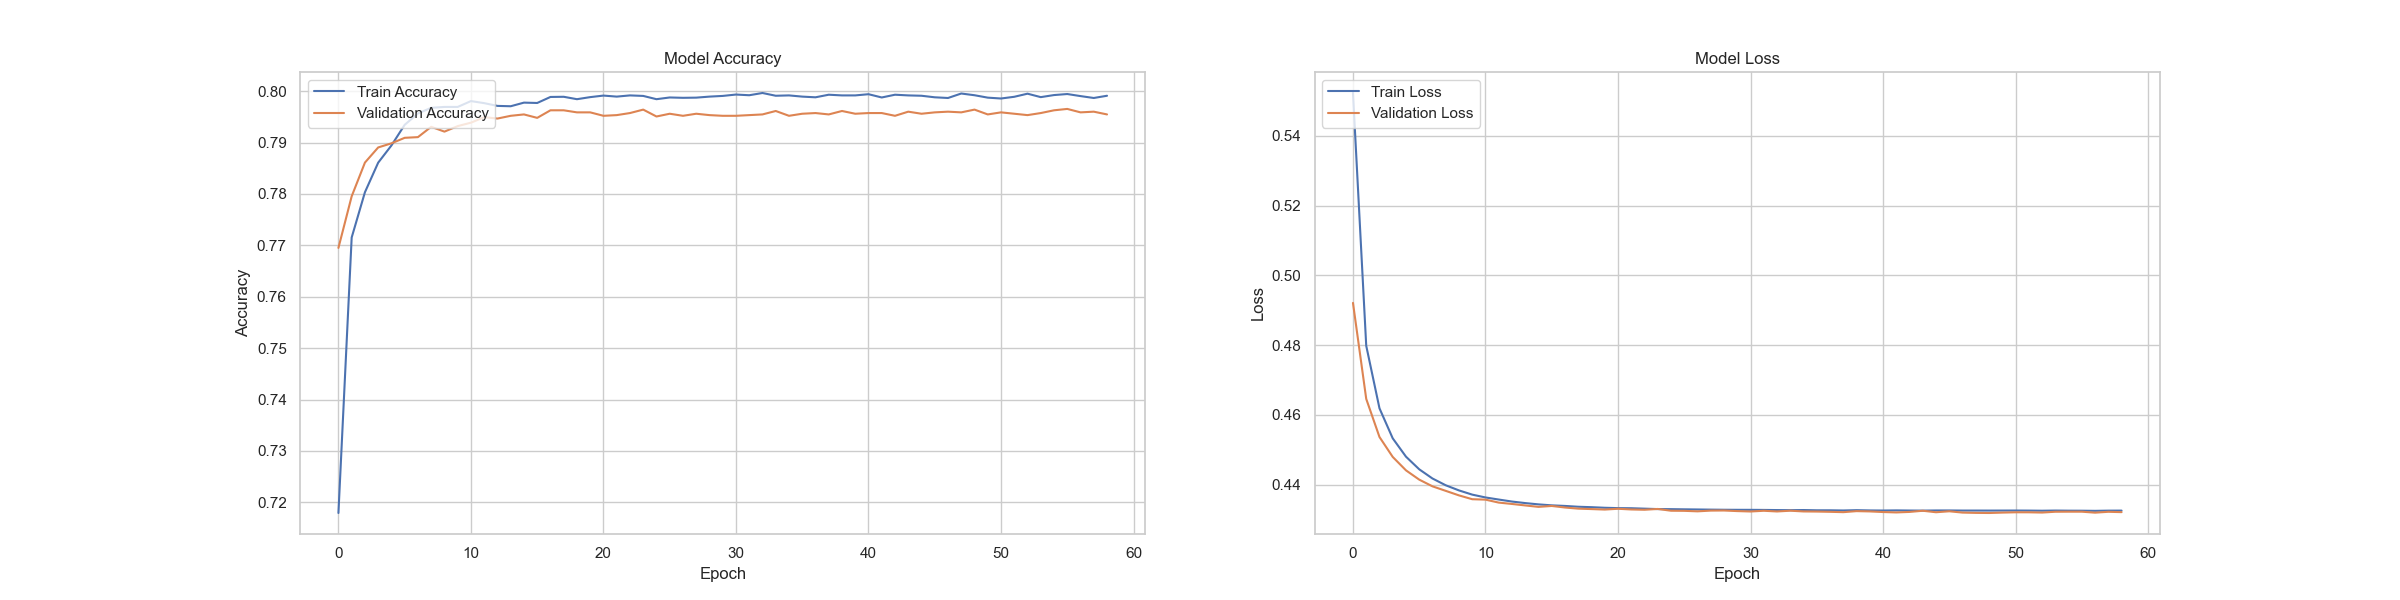 Model Accuracy
Train Accuracy
Validation Accuracy
0.80
0.79
0.78
0.77
0.76
0.75
0.74
0.73
0.72
Accuracy
0 10 20 30 40 50 60
Epoch
Model Loss
Train Loss
Validation Loss
0.54
0.52
0.50
0.48
0.46
0.44
Loss
0 10 20 30 40 50 60
Epoch